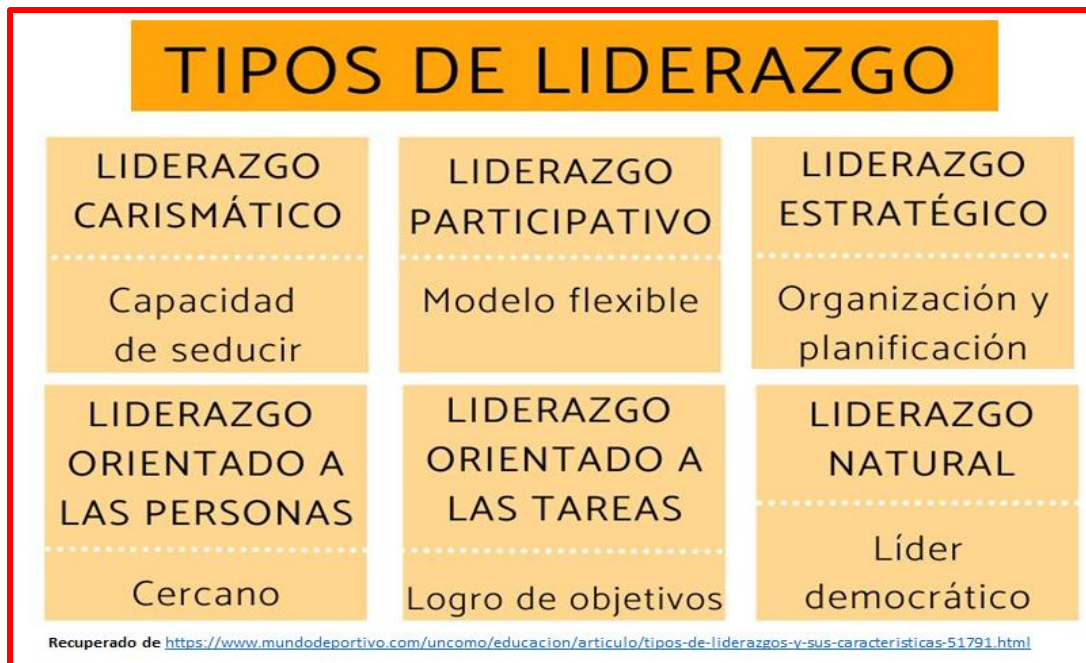 TIPOS DE LIDERAZGO
LIDERAZGO
CARISMÁTICO
Capacidad
de seducir
LIDERAZGO
PARTICIPATIVO
Modelo flexible
LIDERAZGO
ESTRATÉGICO
Organización y
planificación
LIDERAZGO
ORIENTADO A
LAS PERSONAS
Cercano
LIDERAZGO
ORIENTADO A
LAS TAREAS
Logro de objetivos
LIDERAZGO
NATURAL
Líder
democrático
Recuperado de https://www.mundodeportivo.com/uncomo/educacion/articulo/tipos-de-liderazgos-y-sus-caracteristicas-51791.html